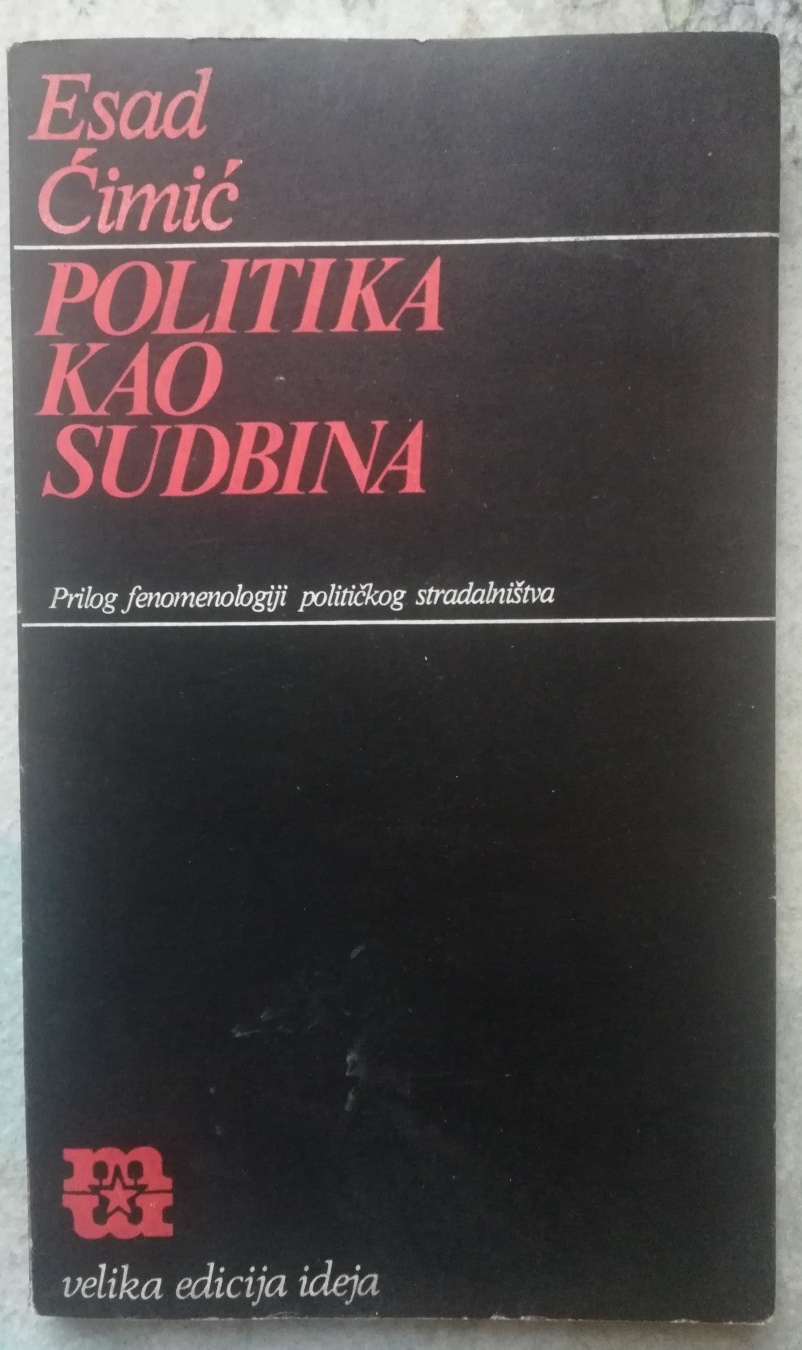 Esad
Ćimić
POLITIKA
KAO
SUDBINA
Prilog fenomenologiji političkog stradalništva
m
velika edicija ideja